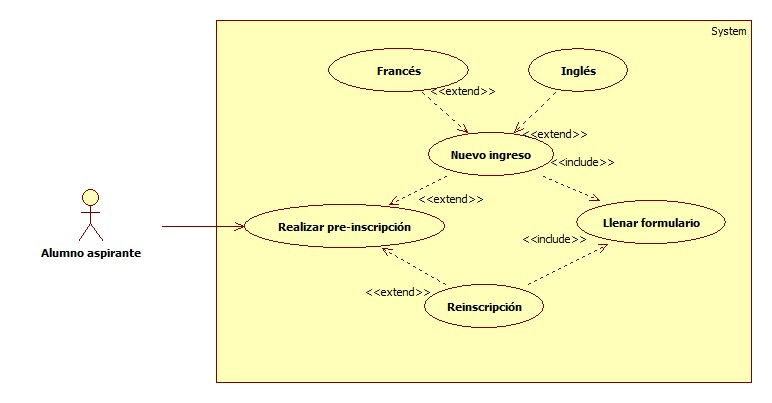 System
Francés
Inglés
<<extend>>
<<extend>>
Nuevo ingreso
<<include>>
<<extend>>
Realizar pre-inscripción
Llenar formulario
<<include>>
Alumno aspirante
<<extend>>
Reinscripción